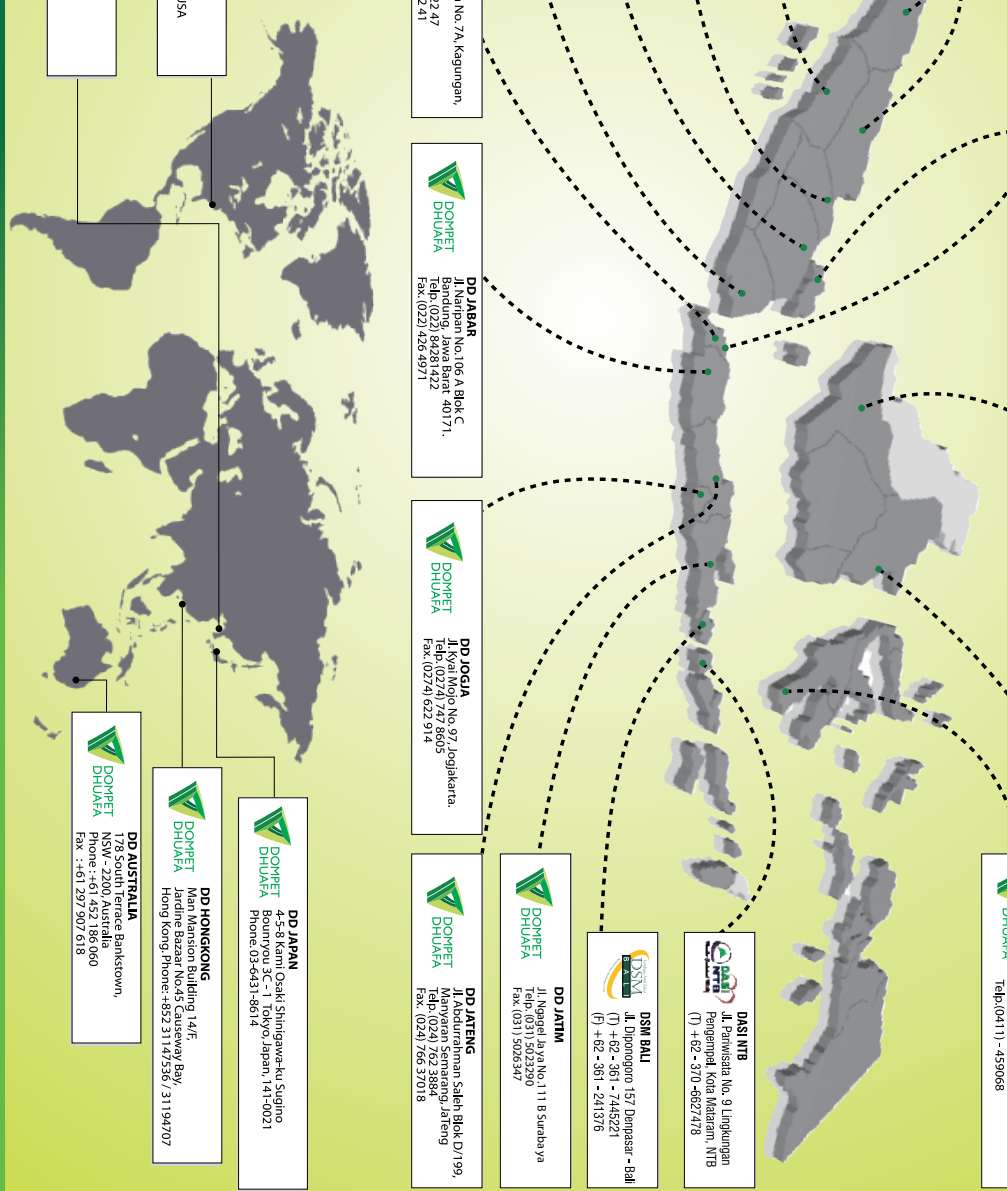 USA
No. 7A, Kagungan,
22.47
2 41
DOMPET
DHUAFA
DD JABAR
Jl. Naripan No.106 A Blok C
Bandung, Jawa Barat 40171.
Telp. (022) 84281422
Fax. (022) 426 4971
DOMPET
DHUAFA
DD JOGJA
Jl. Kyai Mojo No. 97, Jogjakarta.
Telp. (0274) 747 8605
Fax. (0274) 622 914
DOMPET
DHUAFA
DD JATENG
Jl. Abdurrahman Saleh Blok D/199,
Manyaran Semarang, JaTeng
Telp. (024) 762 3884
Fax. (024) 766 37018
DOMPET
DHUAFA
DD JATIM
Jl. Ngagel Jaya No.111 B Surabaya
Telp. (031) 5023290
Fax. (031) 5026347
DSM
BALI
DSM BALI
Jl. Diponogoro 157 Denpasar - Bali
(T) +62 - 361 - 7445221
(F) +62 - 361 - 241376
DASI
NTB
DASI NTB
Jl. Pariwisata No. 9 Lingkungan
Pengempel, Kota Mataram, NTB
(T) +62 - 370 -6627478
DHUAFA
Telp.(0411) - 459068
DOMPET
DHUAFA
DD JAPAN
4-5-8 Kami Osaki Shinigawa-ku Sugino
Bounryou 3C - 1 Tokyo, Japan, 141-0021
Phone. 03-6431-8614
DOMPET
DHUAFA
DD HONGKONG
Man Mansion Building 14/F,
Jardine Bazaar No.45 Causeway Bay,
Hong Kong,Phone: +852 31147536 / 31194707
DOMPET
DHUAFA
DD AUSTRALIA
178 South Terrace Bankstown,
NSW - 2200, Australia
Phone : +61 452 186 060
Fax : +61 297 907 618